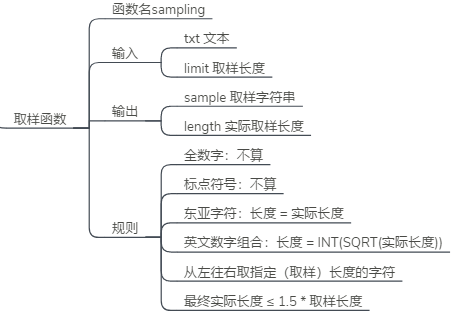 取样函数
函数名sampling
输入
txt 文本
limit 取样长度
输出
sample 取样字符串
length 实际取样长度
规则
全数字：不算
标点符号：不算
东亚字符：长度 = 实际长度
英文数字组合：长度 = INT(SQRT(实际长度))
从左往右取指定（取样）长度的字符
最终实际长度 ≤ 1.5 * 取样长度